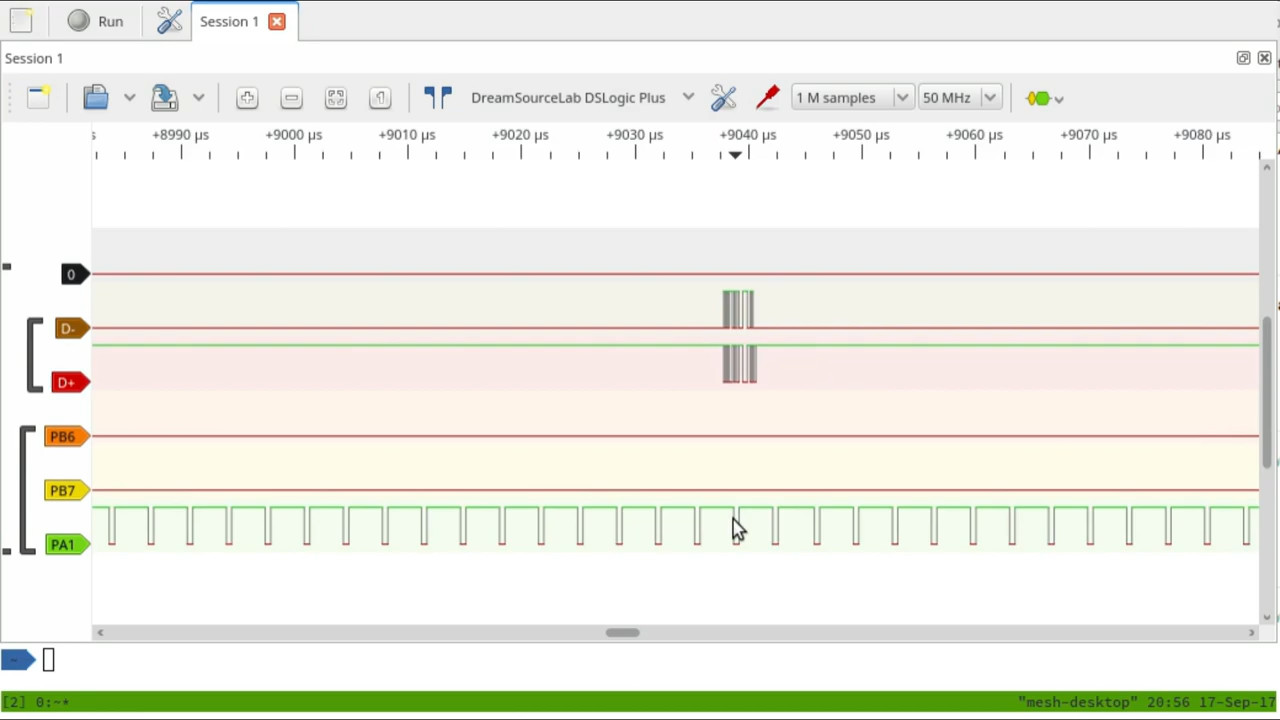 Run
Session 1
Session 1
DreamSourceLab DSLogic Plus 1 M samples 50 MHz
s +8990 µs +9000 µs +9010 µs +9020 µs +9030 µs +9040 µs +9050 µs +9060 µs +9070 µs +9080 µs
0
D-
D+
PB6
PB7
PA1
~
[2] 0:~* "mesh-desktop" 20:56 17-Sep-17